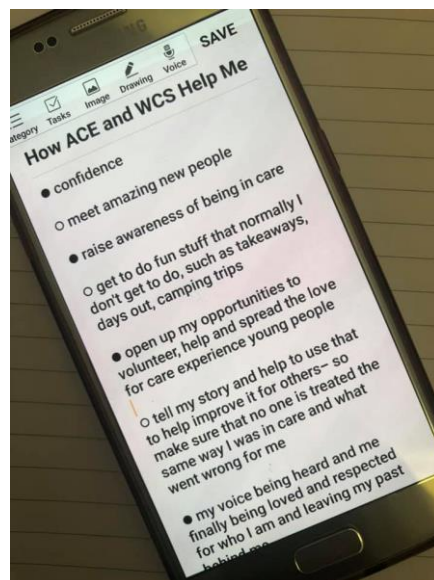 SAVE
Tasks
Image
Drawing
Voice
How ACE and WCS Help Me
● confidence
○ meet amazing new people
● raise awareness of being in care
○ get to do fun stuff that normally I
don't get to do, such as takeaways,
days out, camping trips
● open up my opportunities to
volunteer, help and spread the love
for care experience young people
○ tell my story and help to use that
to help improve it for others– so
make sure that no one is treated the
same way I was in care and what
went wrong for me
● my voice being heard and me
finally being loved and respected
for who I am and leaving my past
behind me